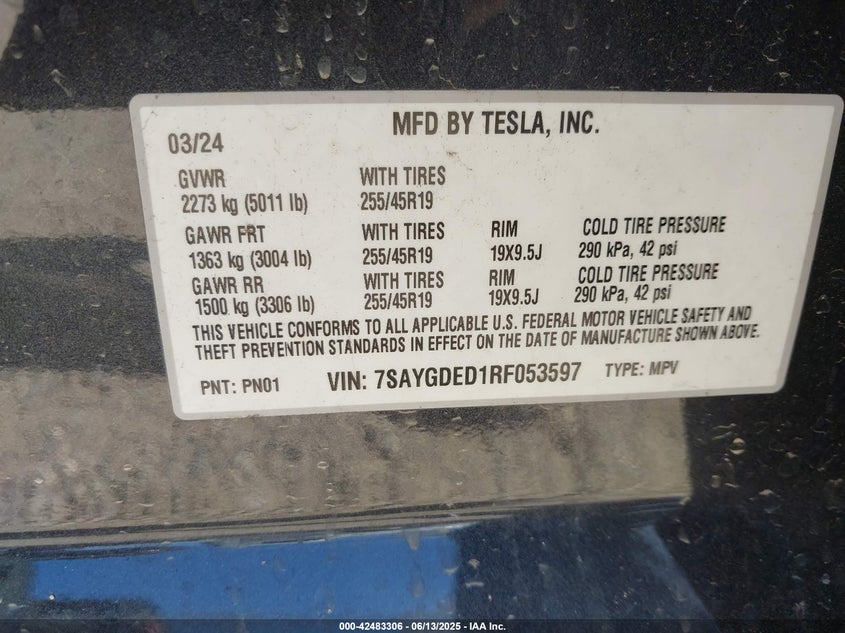 03/24 MFD BY TESLA, INC.
GVWR WITH TIRES
2273 kg (5011 lb) 255/45R19
GAWR FRT WITH TIRES RIM COLD TIRE PRESSURE
1363 kg (3004 lb) 255/45R19 19X9.5J 290 kPa, 42 psi
GAWR RR WITH TIRES RIM COLD TIRE PRESSURE
1500 kg (3306 lb) 255/45R19 19X9.5J 290 kPa, 42 psi
THIS VEHICLE CONFORMS TO ALL APPLICABLE U.S. FEDERAL MOTOR VEHICLE SAFETY AND
THEFT PREVENTION STANDARDS IN EFFECT ON THE DATE OF MANUFACTURE SHOWN ABOVE.
PNT: PN01 VIN: 7SAYGDED1RF053597 TYPE: MPV
000-42483306 - 06/13/2025 - IAA Inc.